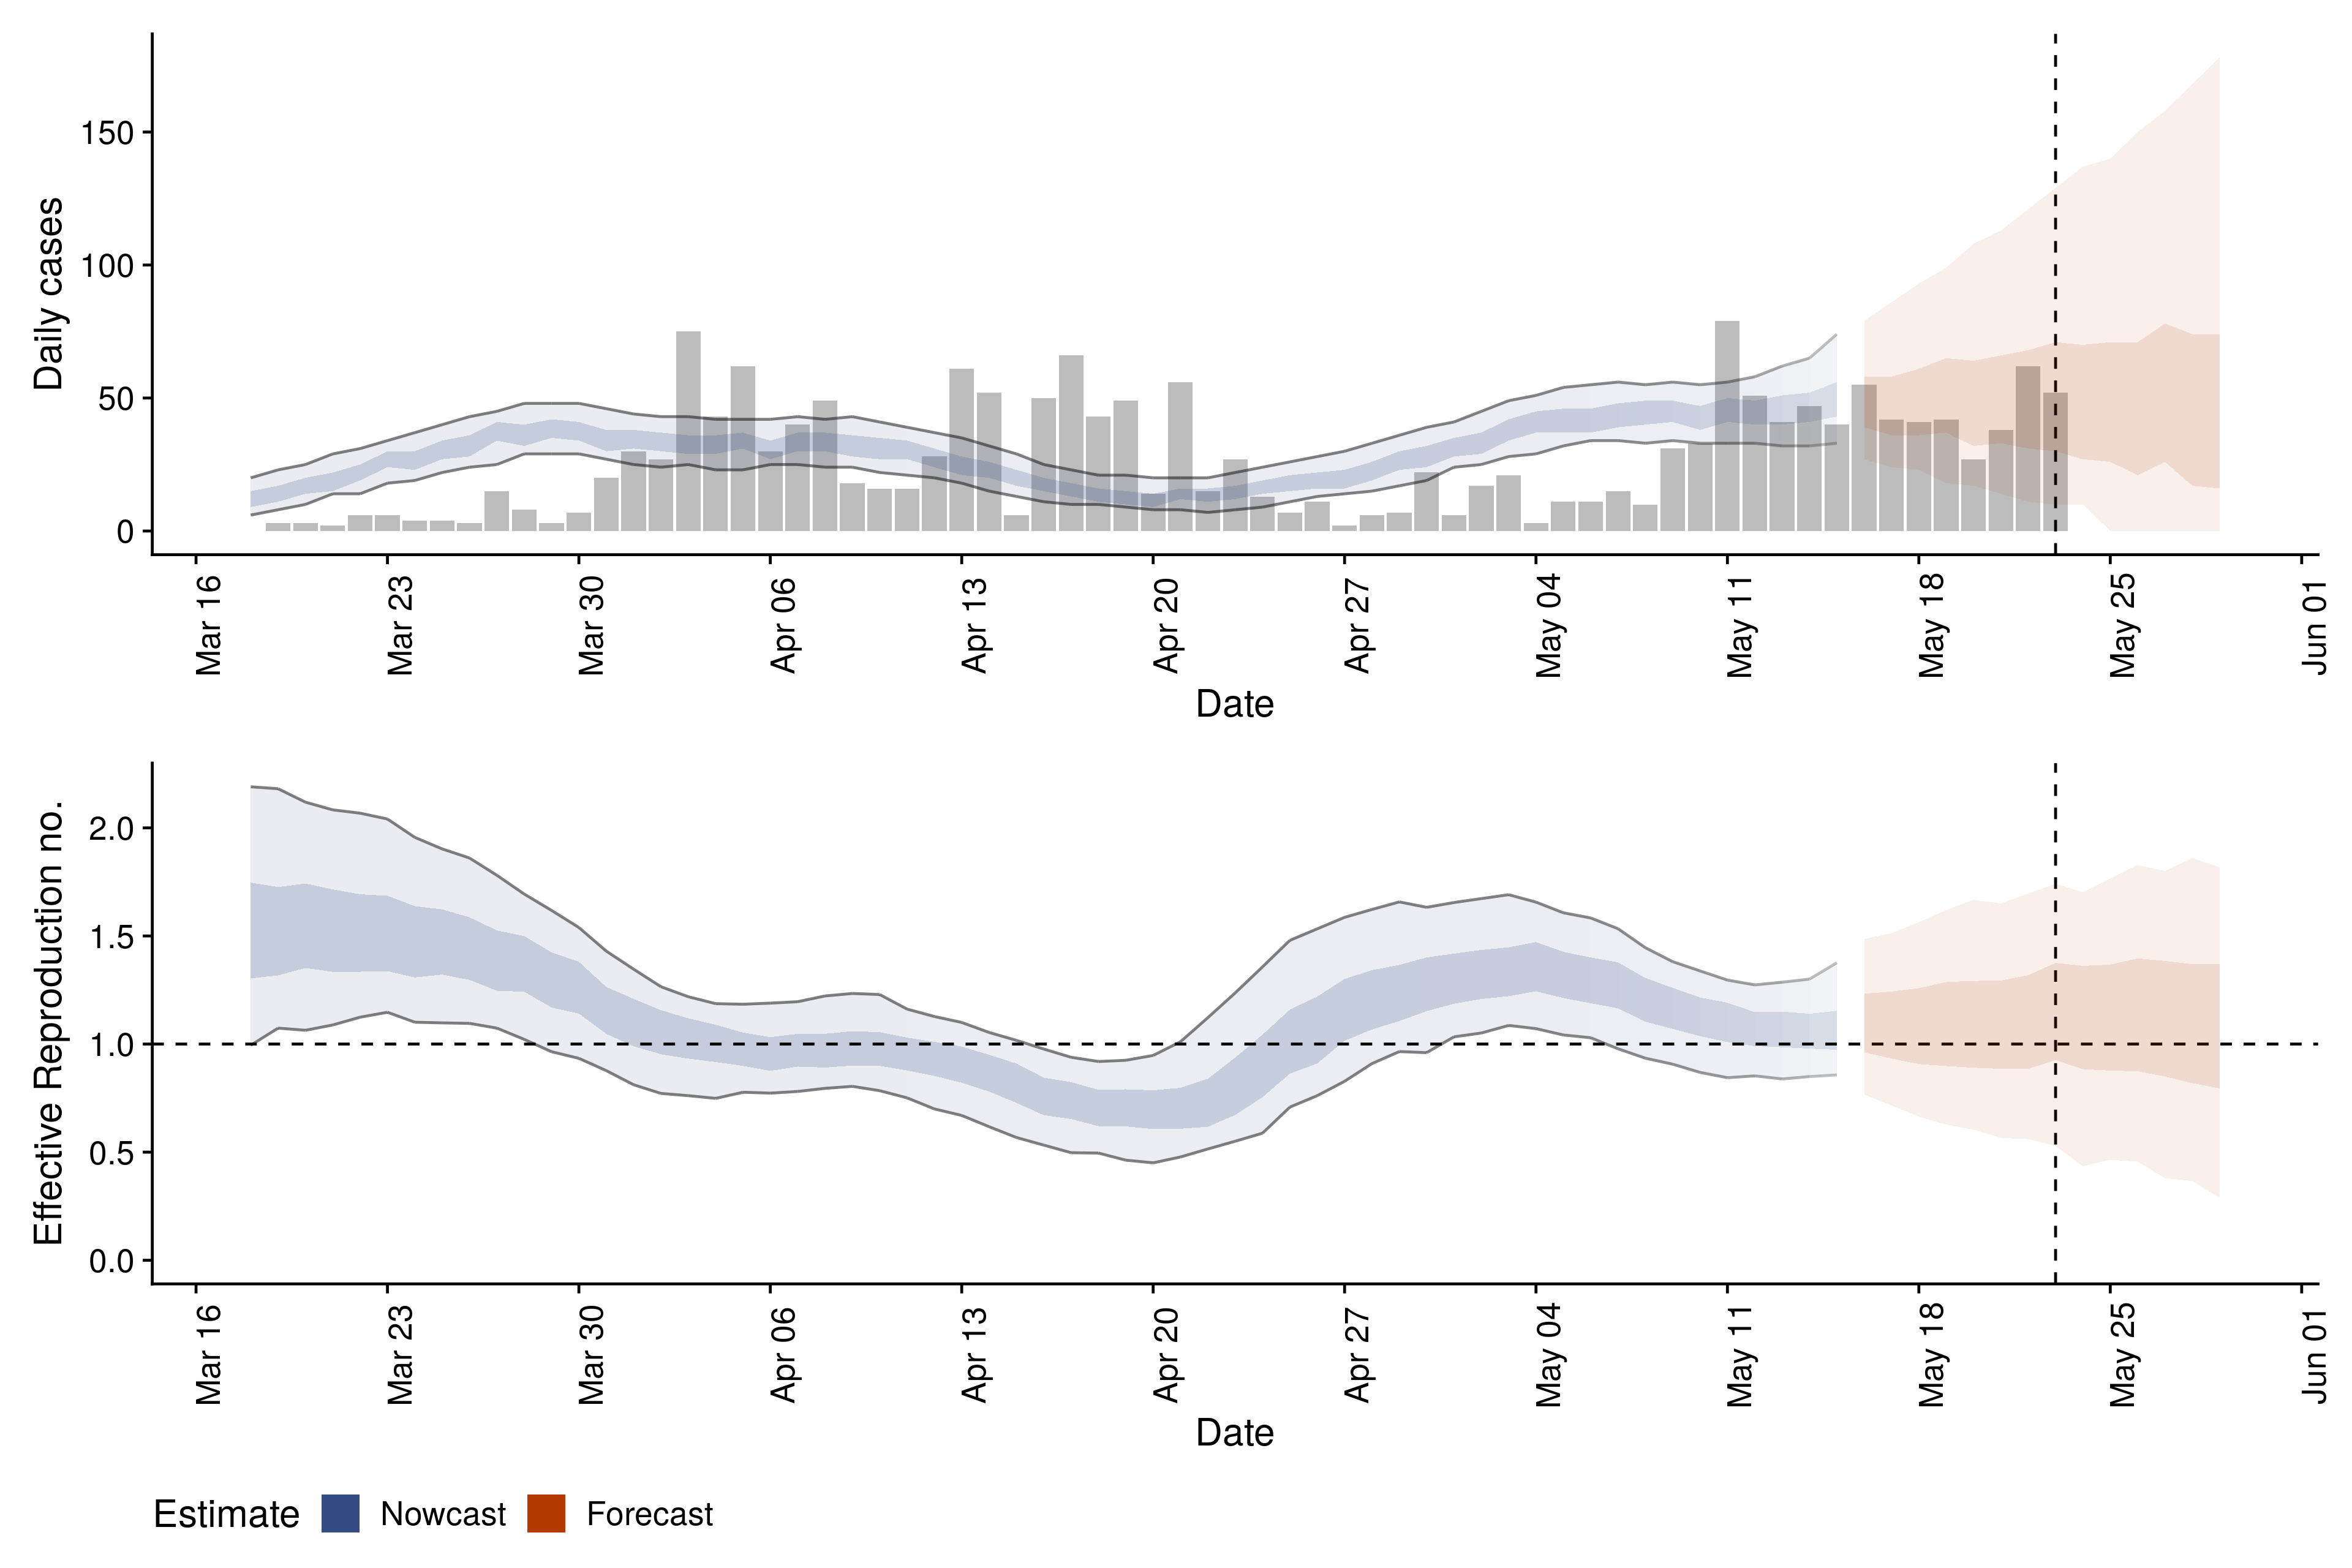 Daily cases
150
100
50
0
Mar 16
Mar 23
Mar 30
Apr 06
Apr 13
Apr 20
Apr 27
May 04
May 11
May 18
May 25
Jun 01
Date
Effective Reproduction no.
2.0
1.5
1.0
0.5
0.0
Mar 16
Mar 23
Mar 30
Apr 06
Apr 13
Apr 20
Apr 27
May 04
May 11
May 18
May 25
Jun 01
Date
Estimate Nowcast Forecast